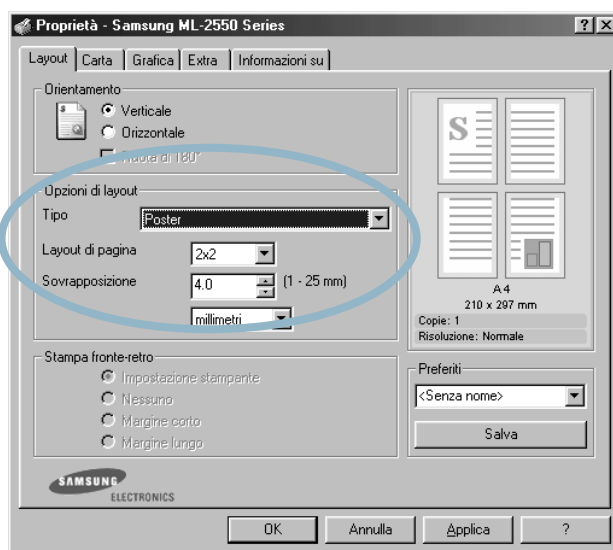 Proprietà - Samsung ML-2550 Series
Layout
Carta
Grafica
Extra
Informazioni su
Orientamento
Verticale
Orizzontale
Ruota di 180°
Opzioni di layout
Tipo
Poster
Layout di pagina
2x2
Sovrapposizione
4.0
(1 - 25 mm)
millimetri
Stampa fronte-retro
Impostazione stampante
Nessuno
Margine corto
Margine lungo
SAMSUNG
ELECTRONICS
S
A4
210 x 297 mm
Copie: 1
Risoluzione: Normale
Preferiti
<Senza nome>
Salva
OK
Annulla
Applica
?